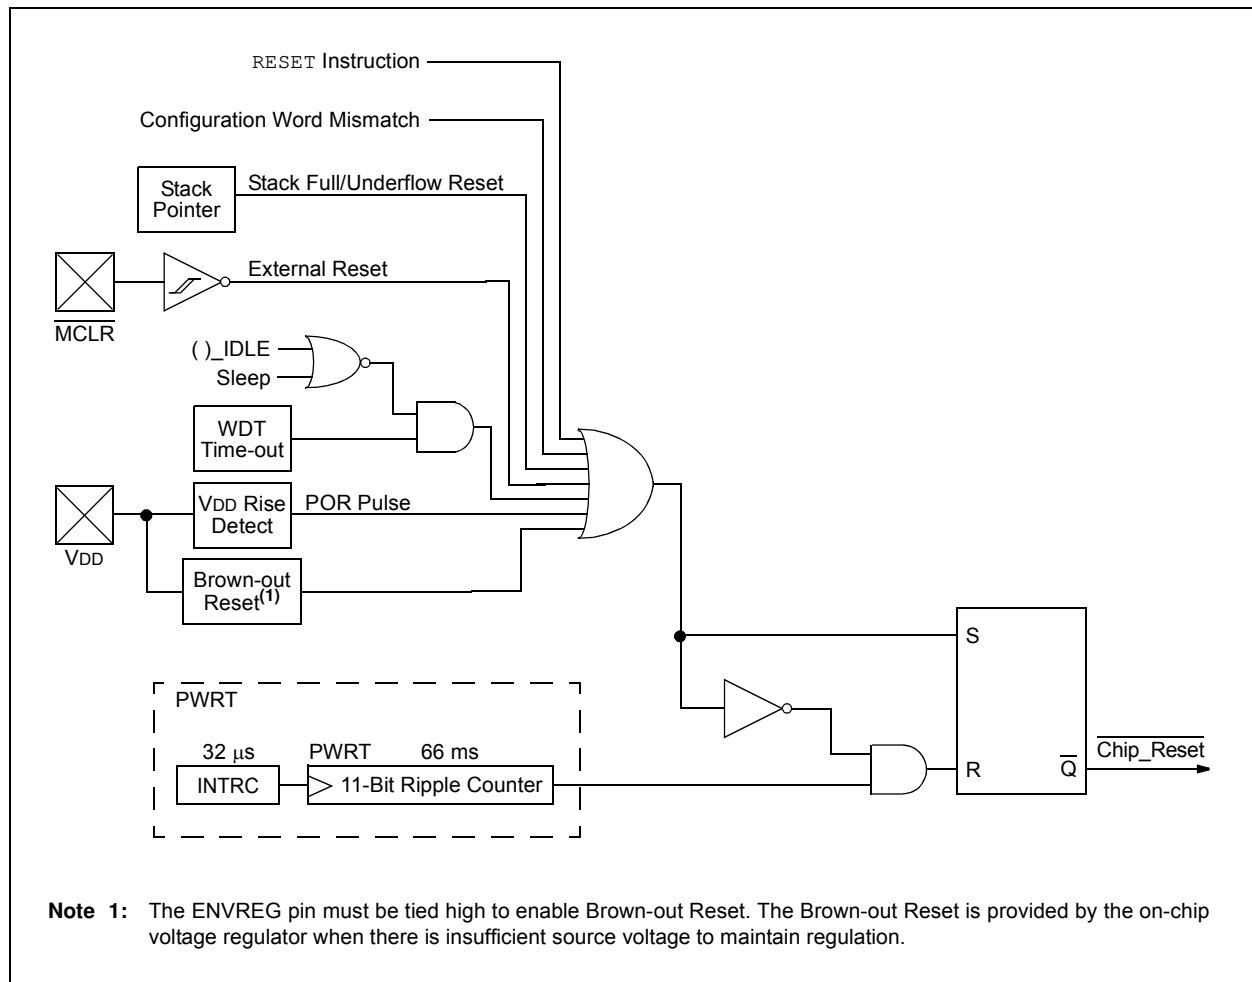 RESET Instruction
Configuration Word Mismatch
Stack
Pointer
Stack Full/Underflow Reset
External Reset
MCLR
( )_IDLE
Sleep
WDT
Time-out
VDD Rise
Detect
POR Pulse
VDD
Brown-out
Reset(1)
PWRT
32 μs
PWRT
66 ms
INTRC
11-Bit Ripple Counter
S
R
Q
Chip_Reset
Note 1: The ENVREG pin must be tied high to enable Brown-out Reset. The Brown-out Reset is provided by the on-chip
voltage regulator when there is insufficient source voltage to maintain regulation.